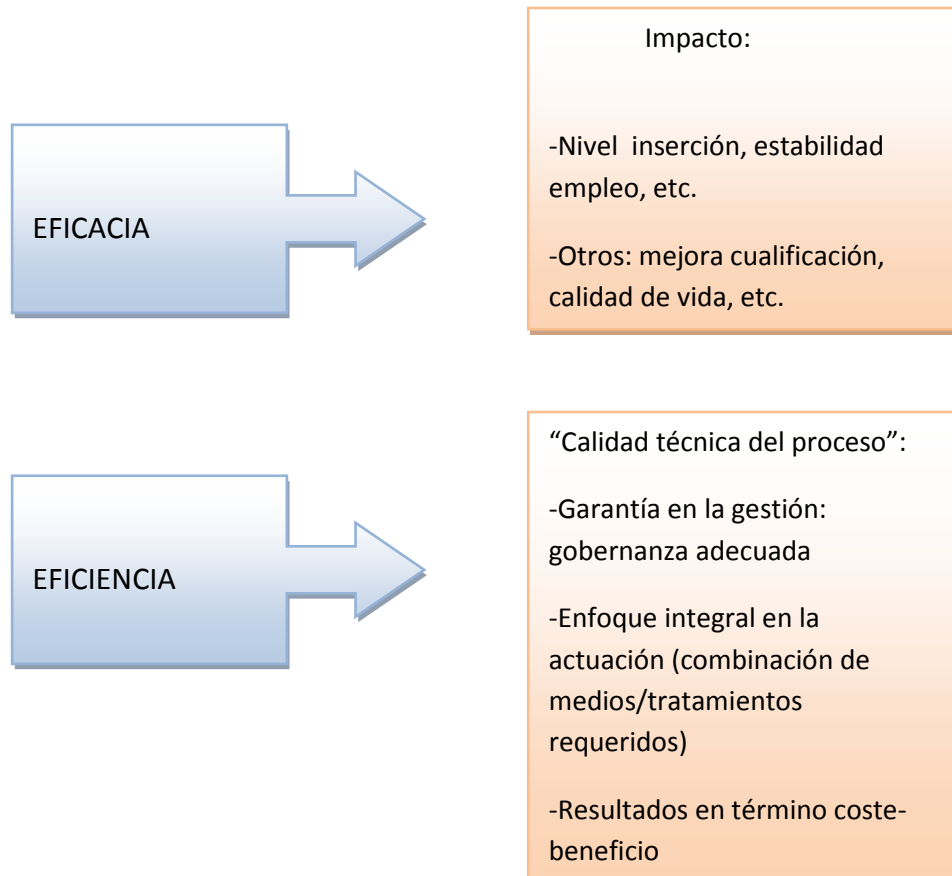 EFICACIA
Impacto:
-Nivel inserción, estabilidad
empleo, etc.
-Otros: mejora cualificación,
calidad de vida, etc.
EFICIENCIA
“Calidad técnica del proceso”:
-Garantía en la gestión:
gobernanza adecuada
-Enfoque integral en la
actuación (combinación de
medios/tratamientos
requeridos)
-Resultados en término coste-
beneficio